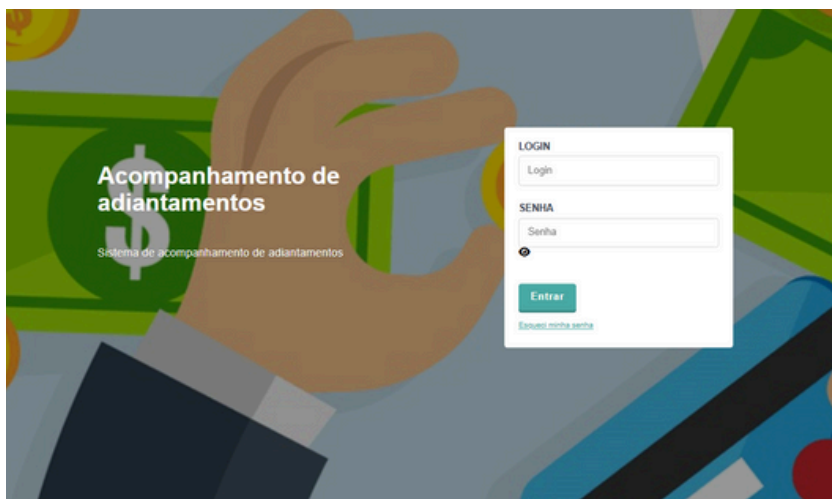 Acompanhamento de
adiantamentos
Sistema de acompanhamento de adiantamentos
LOGIN
Login
SENHA
Senha
Entrar
Esqueci minha senha
$